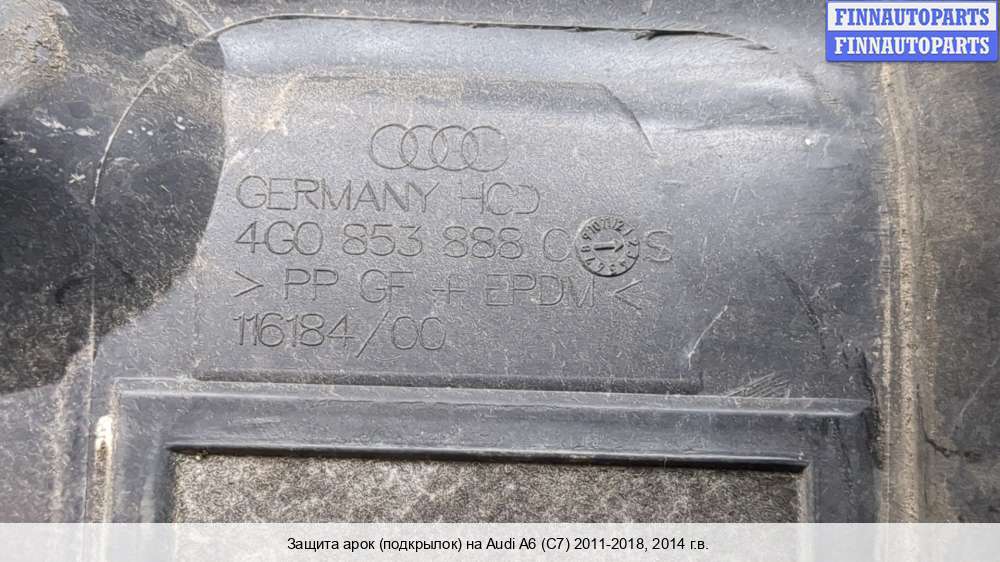 FINNAUTOPARTS
FINNAUTOPARTS
GERMANY HCD
4G0 853 888 C S
> PP GF + EPDM <
116184/00
Защита арок (подкрылок) на Audi A6 (C7) 2011-2018, 2014 г.в.